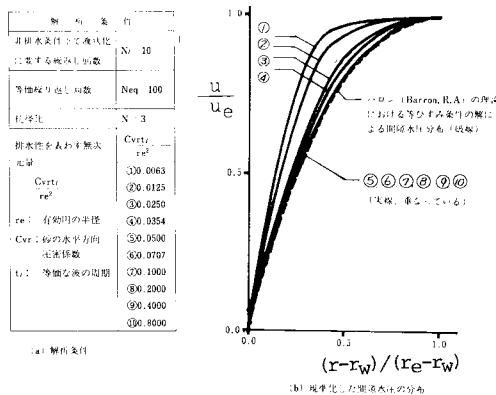 解析条件
非排水条件下で液状化に要する繰返し回数
Nℓ 10
等価繰り返し回数
Neq 100
杭径比
N=3
排水性を表わす無次元量
Cvrtℓ
re²
re: 有効円の半径
Cvr: 砂の水平方向圧密係数
tℓ: 等価な波の周期
Cvrtℓ
re²
①0.0063
②0.0125
③0.0250
④0.0354
⑤0.0500
⑥0.0707
⑦0.1000
⑧0.2000
⑨0.4000
⑩0.8000
(a) 解析条件
1.0
0.5
0.0
u
ue
①
②
③
④
バロン (Barron, R.A) の理論
における等ひずみ条件の解に
よる間隙水圧分布 (破線)
⑤⑥⑦⑧⑨⑩
(実線、重なっている)
0.0
0.5
1.0
(r-rw)/(re-rw)
(b) 規準化した間隙水圧の分布